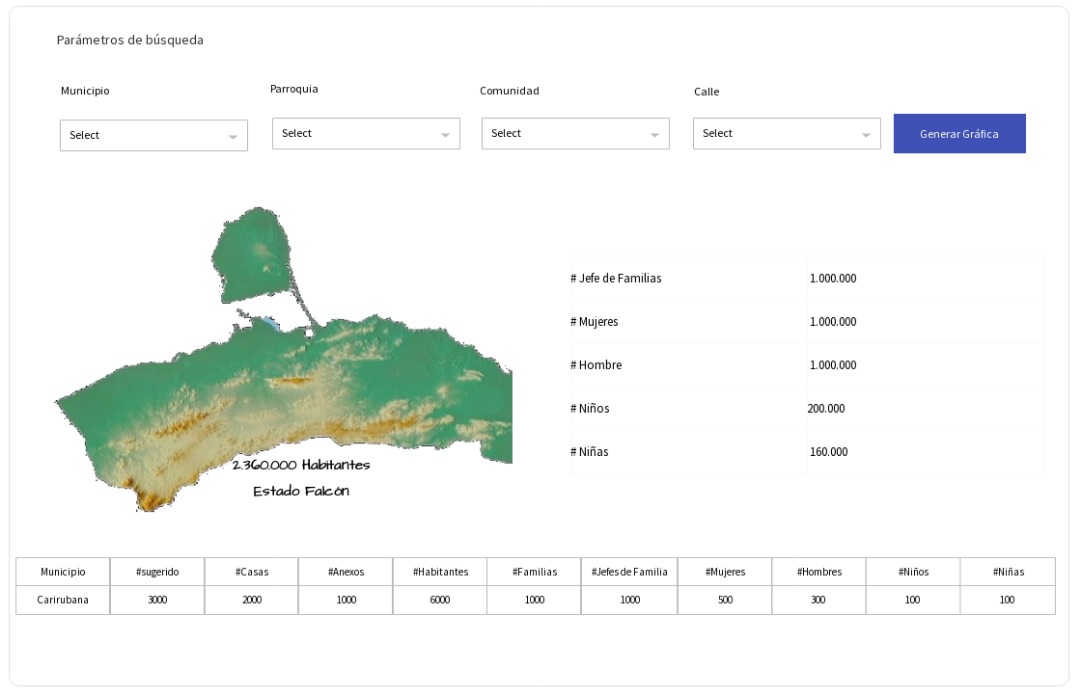 Parámetros de búsqueda
Municipio Parroquia Comunidad Calle
Select Select Select Select Generar Gráfica
# Jefe de Familias 1.000.000
# Mujeres 1.000.000
# Hombre 1.000.000
# Niños 200.000
# Niñas 160.000
2.360.000 Habitantes
Estado Falcón
Municipio #sugerido #Casas #Anexos #Habitantes #Familias #Jefes de Familia #Mujeres #Hombres #Niños #Niñas
Carirubana 3000 2000 1000 6000 1000 1000 500 300 100 100